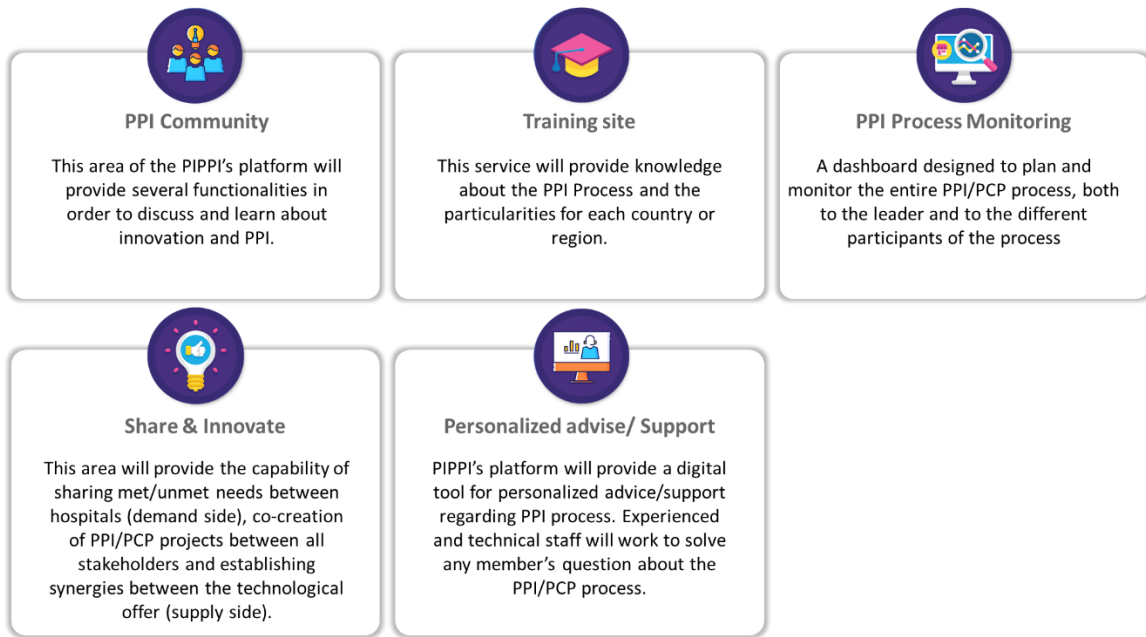 PPI Community
This area of the PIPPI's platform will
provide several functionalities in
order to discuss and learn about
innovation and PPI.
Training site
This service will provide knowledge
about the PPI Process and the
particularities for each country or
region.
PPI Process Monitoring
A dashboard designed to plan and
monitor the entire PPI/PCP process, both
to the leader and to the different
participants of the process
Share & Innovate
This area will provide the capability of
sharing met/unmet needs between
hospitals (demand side), co-creation
of PPI/PCP projects between all
stakeholders and establishing
synergies between the technological
offer (supply side).
Personalized advise/ Support
PIPPI's platform will provide a digital
tool for personalized advice/support
regarding PPI process. Experienced
and technical staff will work to solve
any member's question about the
PPI/PCP process.